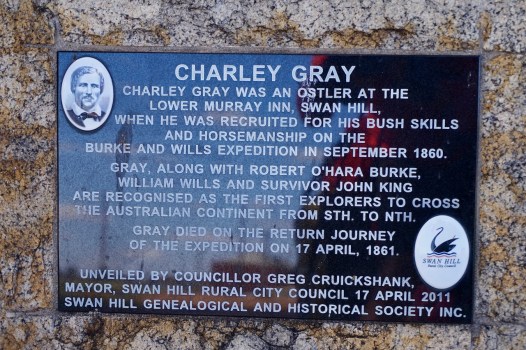 CHARLEY GRAY
CHARLEY GRAY WAS AN OSTLER AT THE
LOWER MURRAY INN, SWAN HILL,
WHEN HE WAS RECRUITED FOR HIS BUSH SKILLS
AND HORSEMANSHIP ON THE
BURKE AND WILLS EXPEDITION IN SEPTEMBER 1860.
GRAY, ALONG WITH ROBERT O'HARA BURKE,
WILLIAM WILLS AND SURVIVOR JOHN KING
ARE RECOGNISED AS THE FIRST EXPLORERS TO CROSS
THE AUSTRALIAN CONTINENT FROM STH. TO NTH.
GRAY DIED ON THE RETURN JOURNEY
OF THE EXPEDITION ON 17 APRIL, 1861.
SWAN HILL
Rural City Council
UNVEILED BY COUNCILLOR GREG CRUICKSHANK,
MAYOR, SWAN HILL RURAL CITY COUNCIL 17 APRIL 2011
SWAN HILL GENEALOGICAL AND HISTORICAL SOCIETY INC.